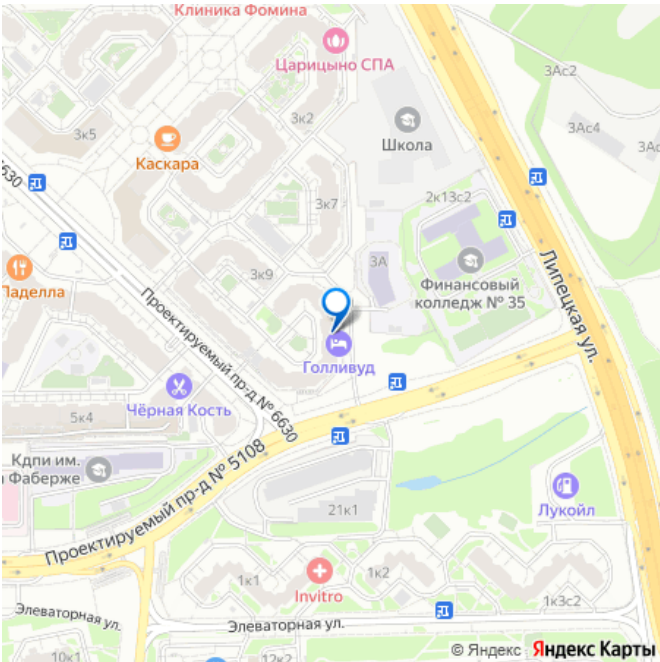 Клиника Фомина
Царицыно СПА
3Ас2
3к5
3к2
Каскара
Школа
3Ас4
3Ас
6630
2к13с2
3к7
3А
Финансовый
колледж № 35
Липецкая ул.
3к9
Паделла
Проектируемый пр-д № 6630
Голливуд
Чёрная Кость
5к4
Кдпи им.
а Фаберже
Проектируемый пр-д № 5108
21к1
Лукойл
1к1
Invitro
1к2
1к3с2
Элеваторная ул.
Элеваторная ул.
10к1
12к2
© Яндекс Яндекс Карты